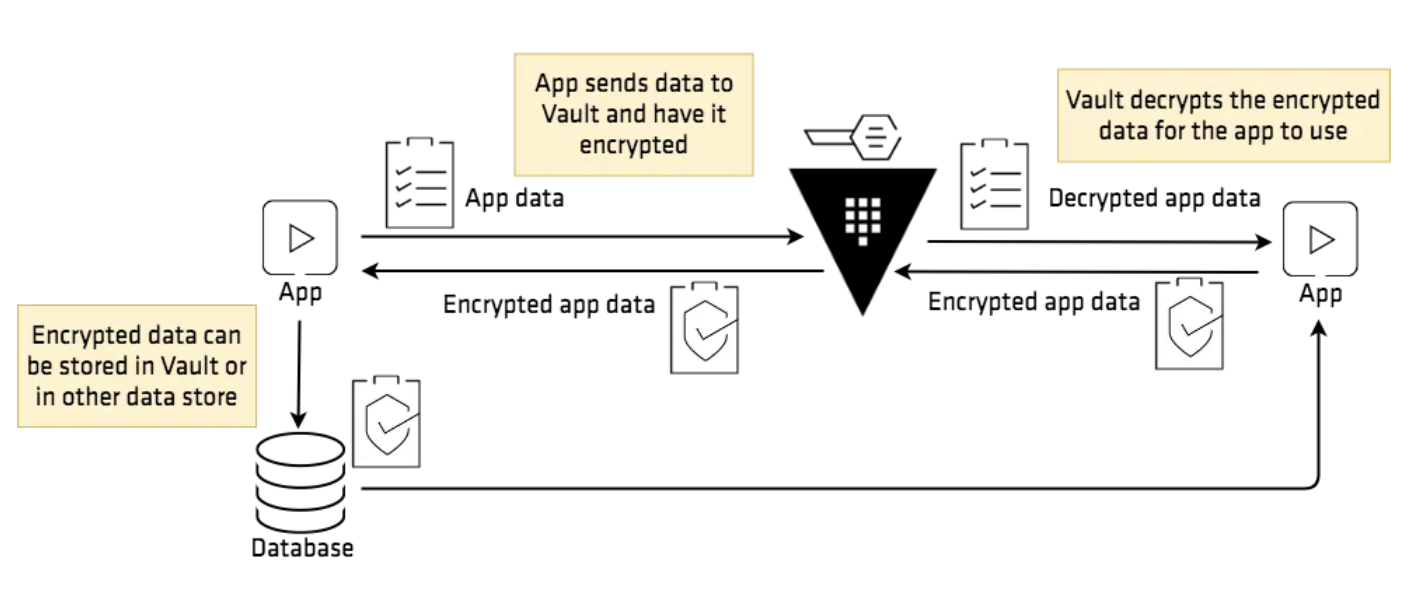 App sends data to
Vault and have it
encrypted
Vault decrypts the encrypted
data for the app to use
App data
Decrypted app data
App
Encrypted app data
Encrypted app data
App
Encrypted data can
be stored in Vault or
in other data store
Database